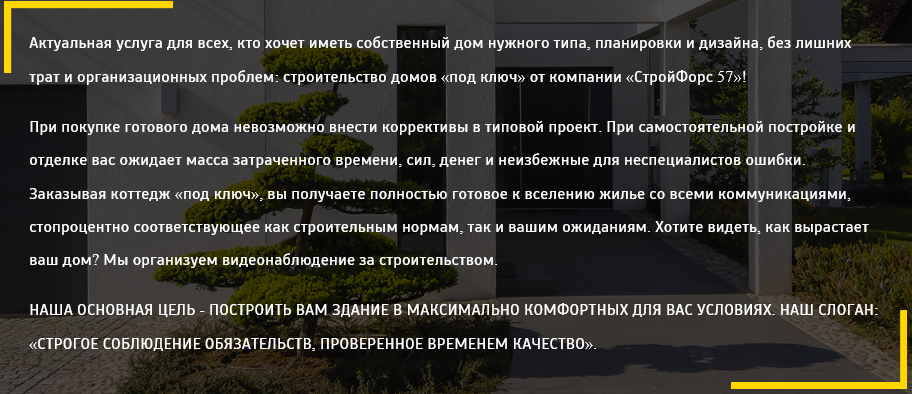 Актуальная услуга для всех, кто хочет иметь собственный дом нужного типа, планировки и дизайна, без лишних
трат и организационных проблем: строительство домов «под ключ» от компании «СтройФорс 57»!
При покупке готового дома невозможно внести коррективы в типовой проект. При самостоятельной постройке и
отделке вас ожидает масса затраченного времени, сил, денег и неизбежные для неспециалистов ошибки.
Заказывая коттедж «под ключ», вы получаете полностью готовое к вселению жилье со всеми коммуникациями,
стопроцентно соответствующее как строительным нормам, так и вашим ожиданиям. Хотите видеть, как вырастает
ваш дом? Мы организуем видеонаблюдение за строительством.
НАША ОСНОВНАЯ ЦЕЛЬ - ПОСТРОИТЬ ВАМ ЗДАНИЕ В МАКСИМАЛЬНО КОМФОРТНЫХ ДЛЯ ВАС УСЛОВИЯХ. НАШ СЛОГАН:
«СТРОГОЕ СОБЛЮДЕНИЕ ОБЯЗАТЕЛЬСТВ, ПРОВЕРЕННОЕ ВРЕМЕНЕМ КАЧЕСТВО».